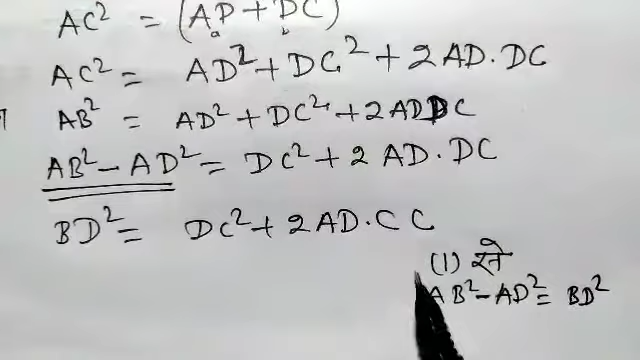 AC² = (AD + DC)
a b
AC² = AD² + DC² + 2AD·DC
AB² = AD² + DC² + 2ADDC
AB² - AD² = DC² + 2 AD·DC
BD² = DC² + 2AD·CC
(1) से
AB² - AD² = BD²